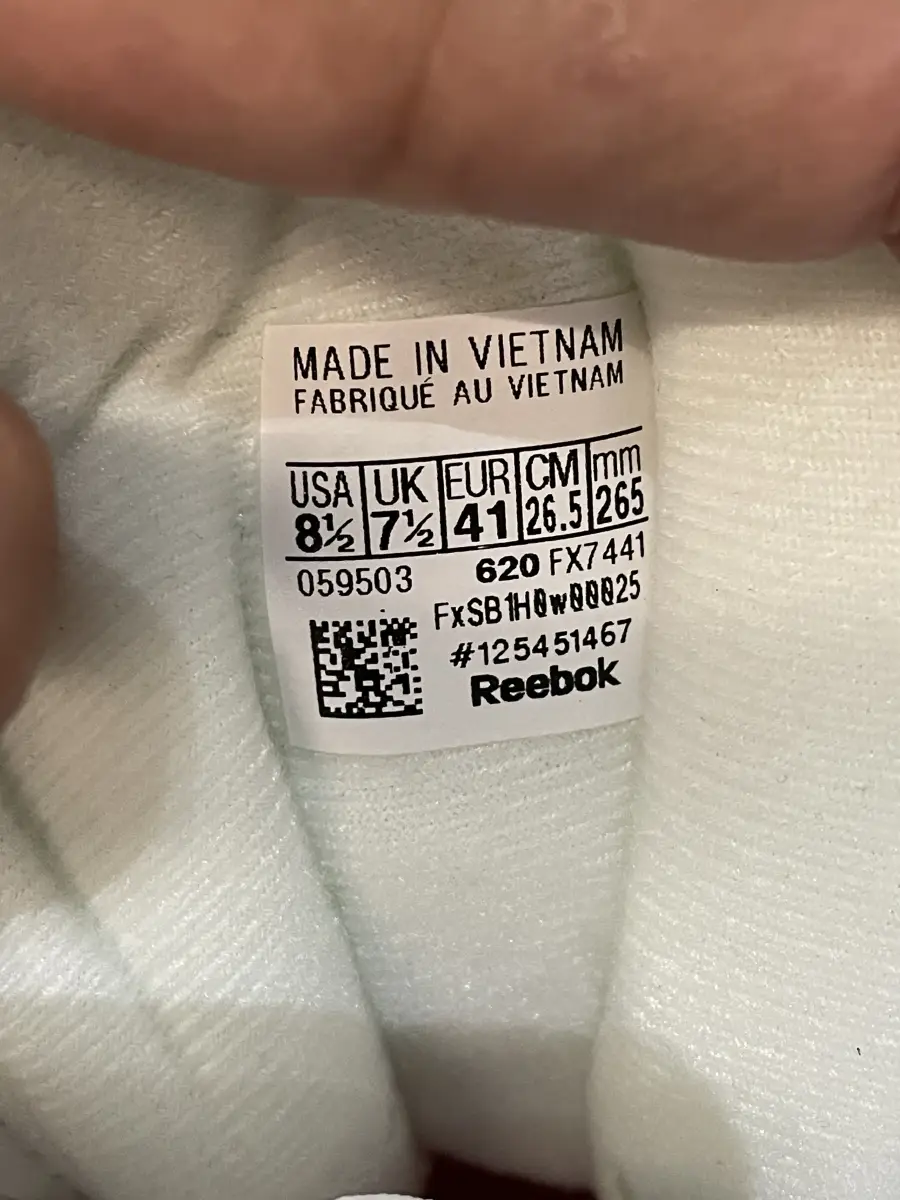 MADE IN VIETNAM
FABRIQUÉ AU VIETNAM
USA UK EUR CM mm
8½ 7½ 41 26.5 265
059503 620 FX7441
FxSB1H0w00025
#125451467
Reebok